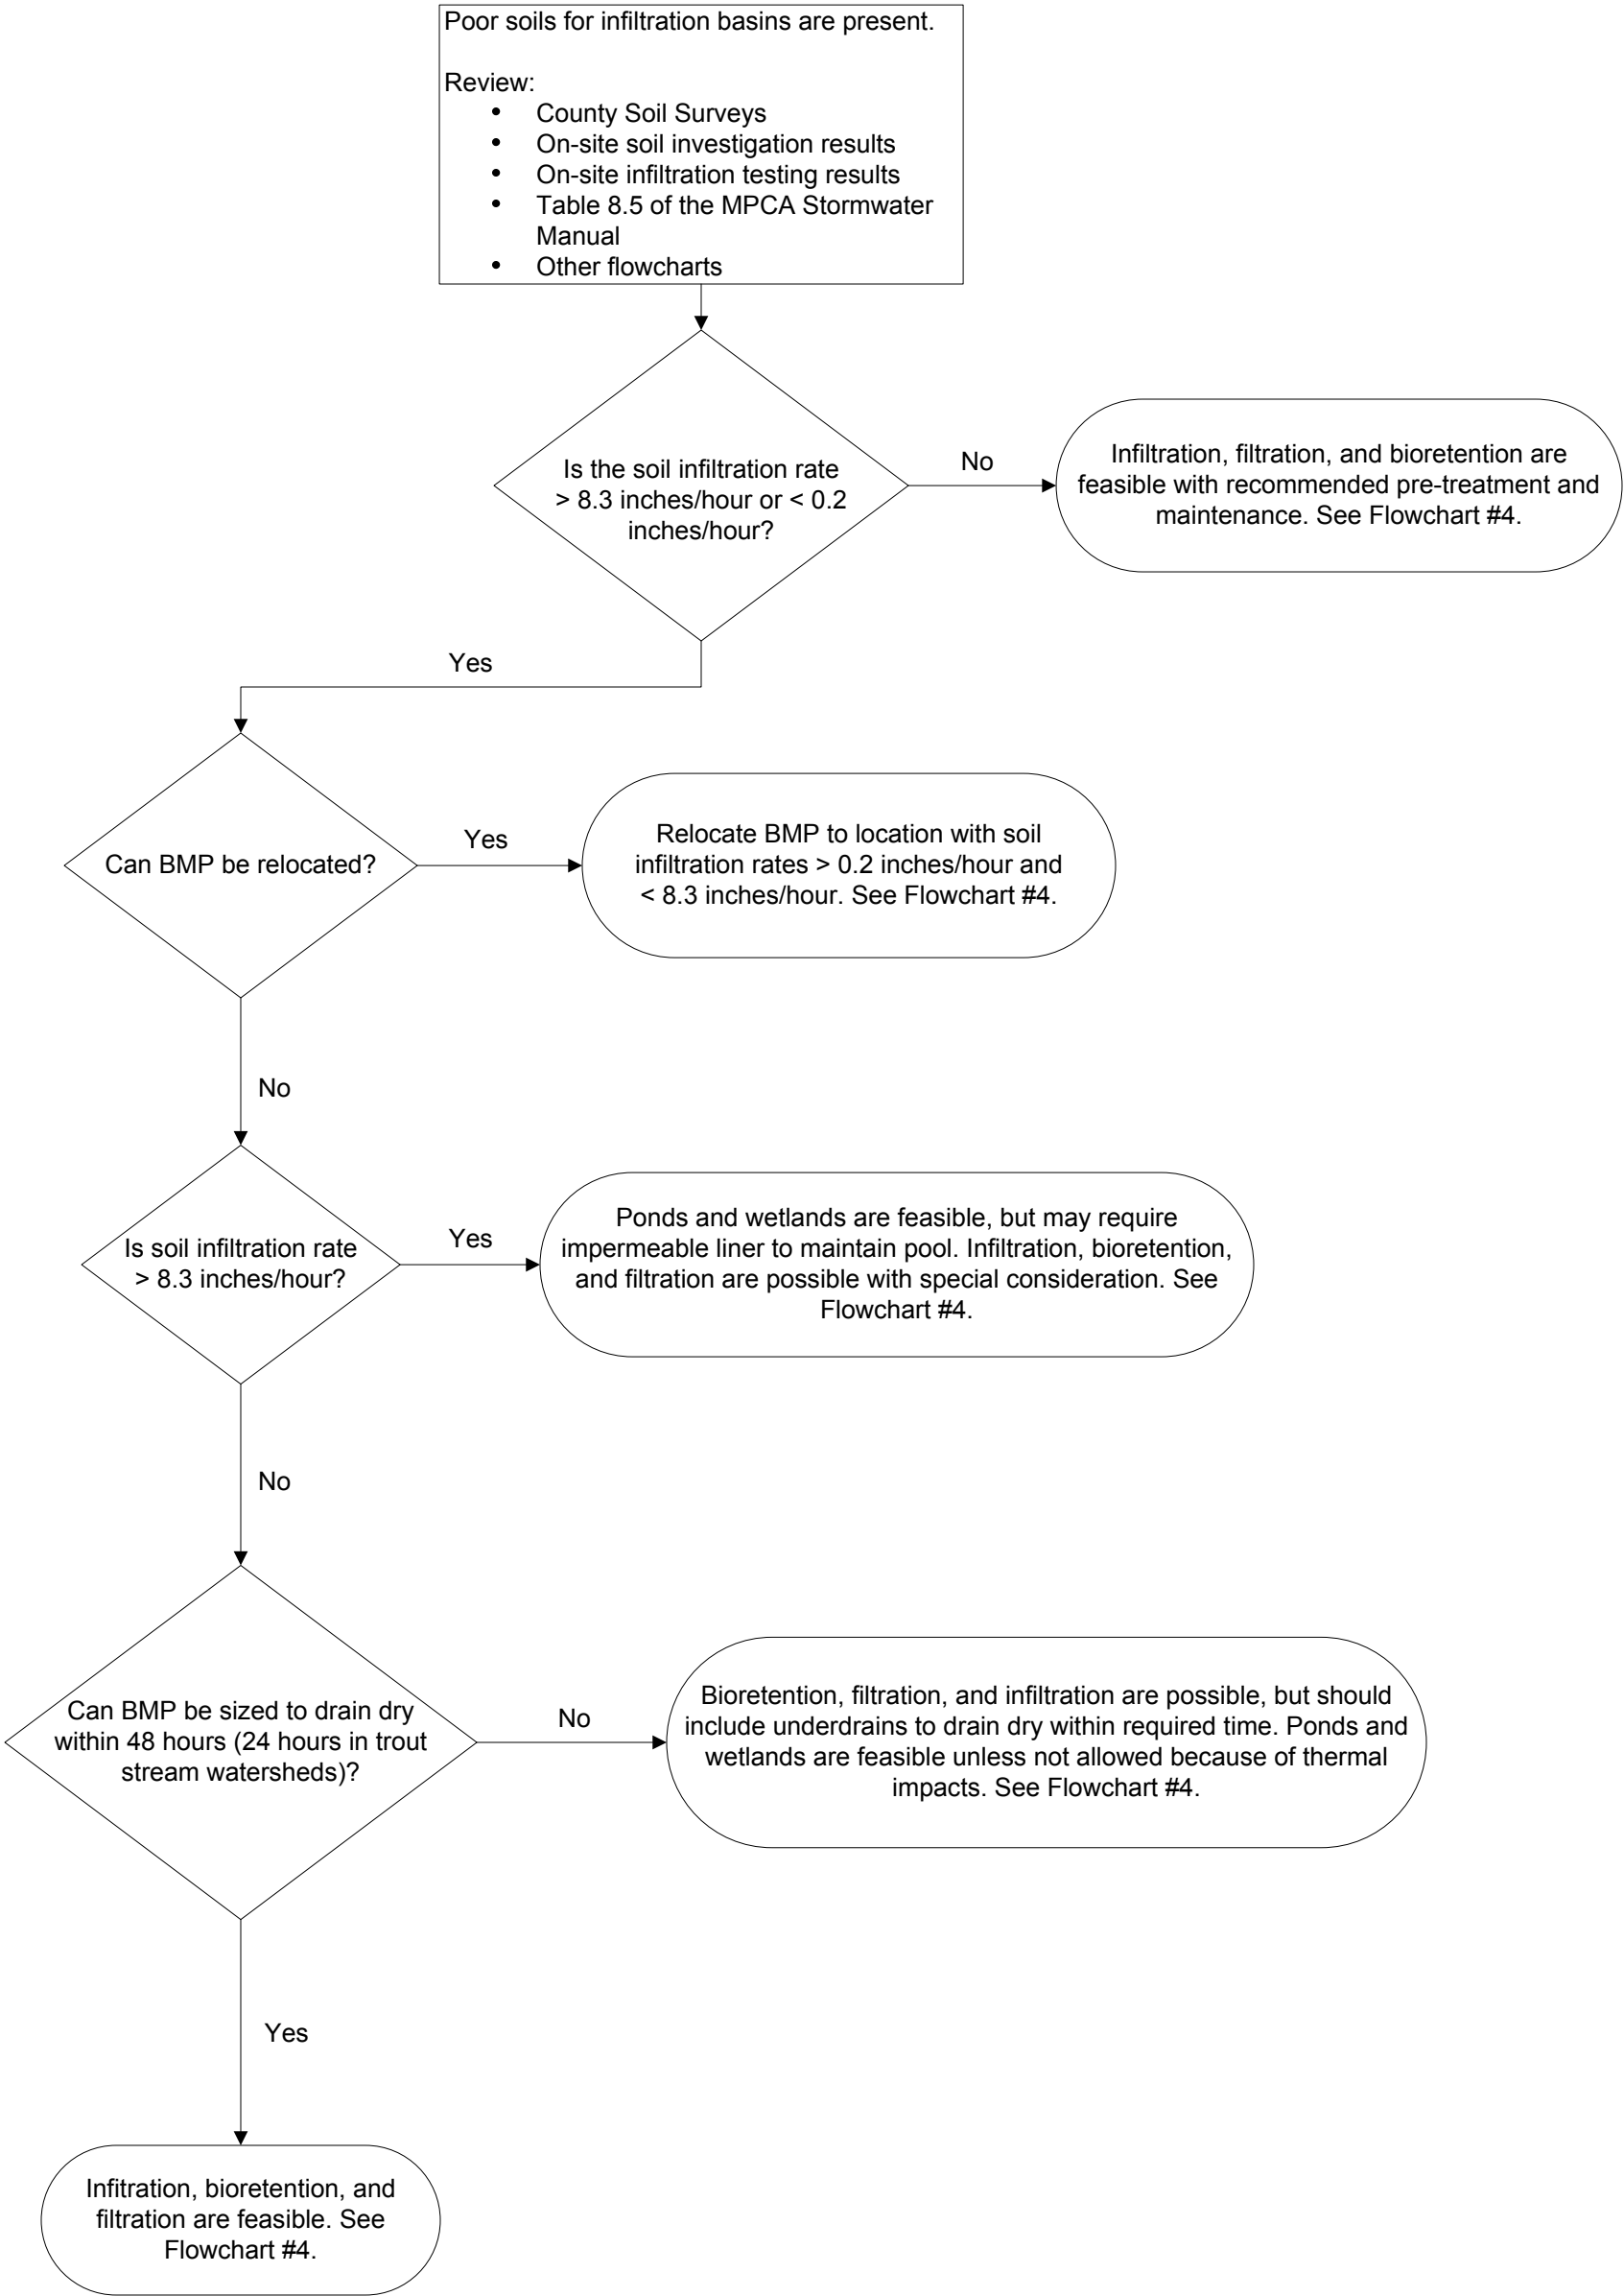 Poor soils for infiltration basins are present.
Review:
• County Soil Surveys
• On-site soil investigation results
• On-site infiltration testing results
• Table 8.5 of the MPCA Stormwater
Manual
• Other flowcharts
Is the soil infiltration rate
> 8.3 inches/hour or < 0.2
inches/hour?
No
Infiltration, filtration, and bioretention are
feasible with recommended pre-treatment and
maintenance. See Flowchart #4.
Yes
Can BMP be relocated?
Yes
Relocate BMP to location with soil
infiltration rates > 0.2 inches/hour and
< 8.3 inches/hour. See Flowchart #4.
No
Is soil infiltration rate
> 8.3 inches/hour?
Yes
Ponds and wetlands are feasible, but may require
impermeable liner to maintain pool. Infiltration, bioretention,
and filtration are possible with special consideration. See
Flowchart #4.
No
Can BMP be sized to drain dry
within 48 hours (24 hours in trout
stream watersheds)?
No
Bioretention, filtration, and infiltration are possible, but should
include underdrains to drain dry within required time. Ponds and
wetlands are feasible unless not allowed because of thermal
impacts. See Flowchart #4.
Yes
Infitration, bioretention, and
filtration are feasible. See
Flowchart #4.